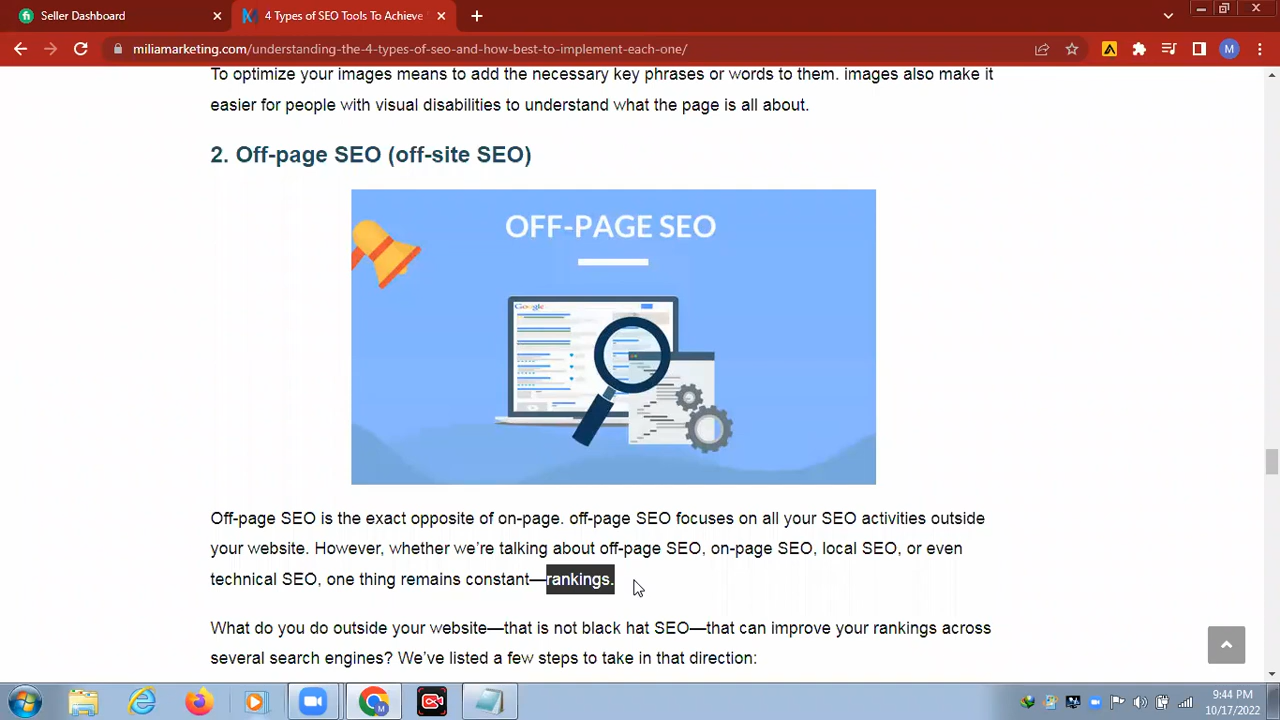 Seller Dashboard
4 Types of SEO Tools To Achieve
miliamarketing.com/understanding-the-4-types-of-seo-and-how-best-to-implement-each-one/
M
To optimize your images means to add the necessary key phrases or words to them. images also make it
easier for people with visual disabilities to understand what the page is all about.
2. Off-page SEO (off-site SEO)
OFF-PAGE SEO
Google
Off-page SEO is the exact opposite of on-page. off-page SEO focuses on all your SEO activities outside
your website. However, whether we’re talking about off-page SEO, on-page SEO, local SEO, or even
technical SEO, one thing remains constant—rankings.
What do you do outside your website—that is not black hat SEO—that can improve your rankings across
several search engines? We’ve listed a few steps to take in that direction:
9:44 PM
10/17/2022